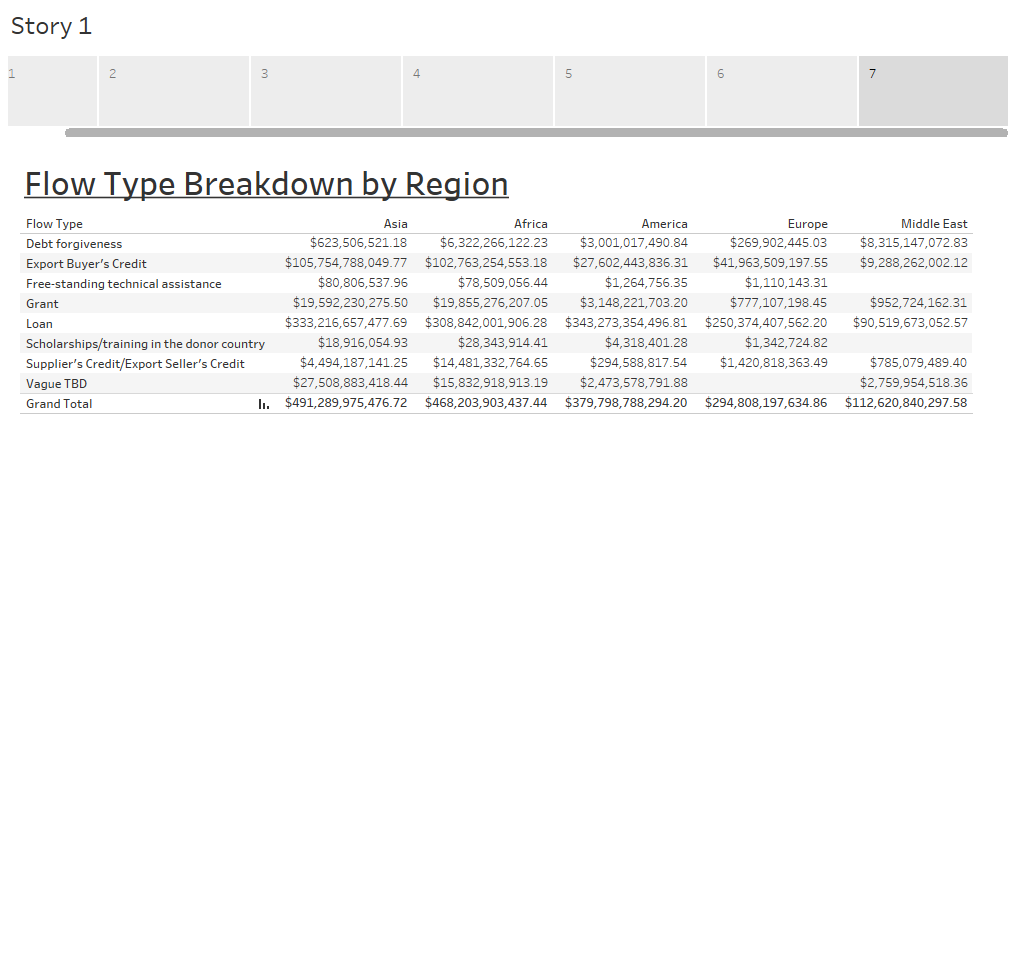 Story 1
1 2 3 4 5 6 7
Flow Type Breakdown by Region
Flow Type Asia Africa America Europe Middle East
Debt forgiveness $623,506,521.18 $6,322,266,122.23 $3,001,017,490.84 $269,902,445.03 $8,315,147,072.83
Export Buyer's Credit $105,754,788,049.77 $102,763,254,553.18 $27,602,443,836.31 $41,963,509,197.55 $9,288,262,002.12
Free-standing technical assistance $80,806,537.96 $78,509,056.44 $1,264,756.35 $1,110,143.31
Grant $19,592,230,275.50 $19,855,276,207.05 $3,148,221,703.20 $777,107,198.45 $952,724,162.31
Loan $333,216,657,477.69 $308,842,001,906.28 $343,273,354,496.81 $250,374,407,562.20 $90,519,673,052.57
Scholarships/training in the donor country $18,916,054.93 $28,343,914.41 $4,318,401.28 $1,342,724.82
Supplier's Credit/Export Seller's Credit $4,494,187,141.25 $14,481,332,764.65 $294,588,817.54 $1,420,818,363.49 $785,079,489.40
Vague TBD $27,508,883,418.44 $15,832,918,913.19 $2,473,578,791.88 $2,759,954,518.36
Grand Total $491,289,975,476.72 $468,203,903,437.44 $379,798,788,294.20 $294,808,197,634.86 $112,620,840,297.58